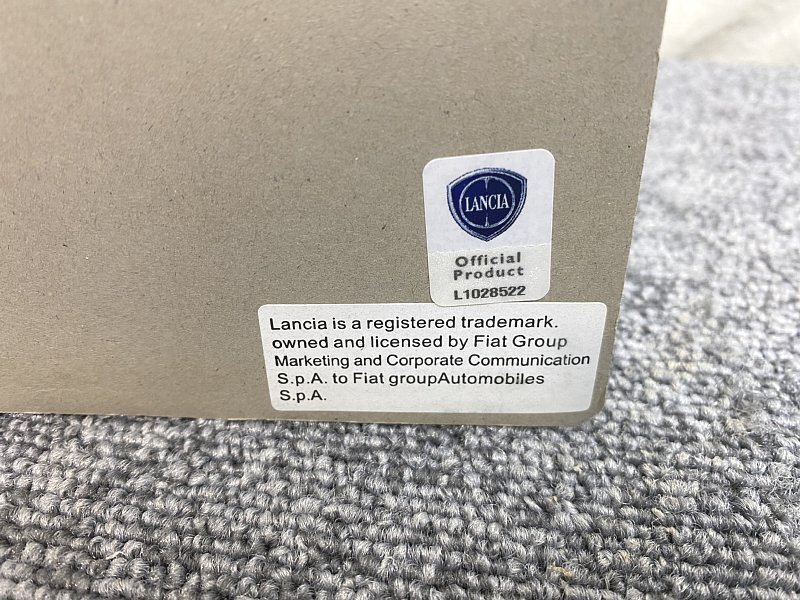 LANCIA
Official
Product
L1028522
Lancia is a registered trademark.
owned and licensed by Fiat Group
Marketing and Corporate Communication
S.p.A. to Fiat groupAutomobiles
S.p.A.